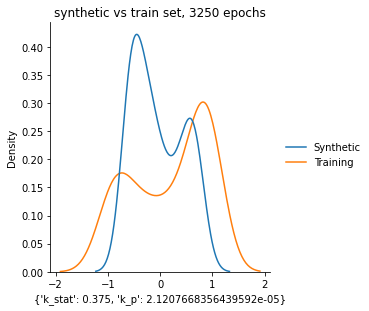 synthetic vs train set, 3250 epochs
0.40
0.35
0.30
0.25
0.20
0.15
0.10
0.05
0.00
Density
−2
−1
0
1
2
{'k_stat': 0.375, 'k_p': 2.1207668356439592e-05}
Synthetic
Training